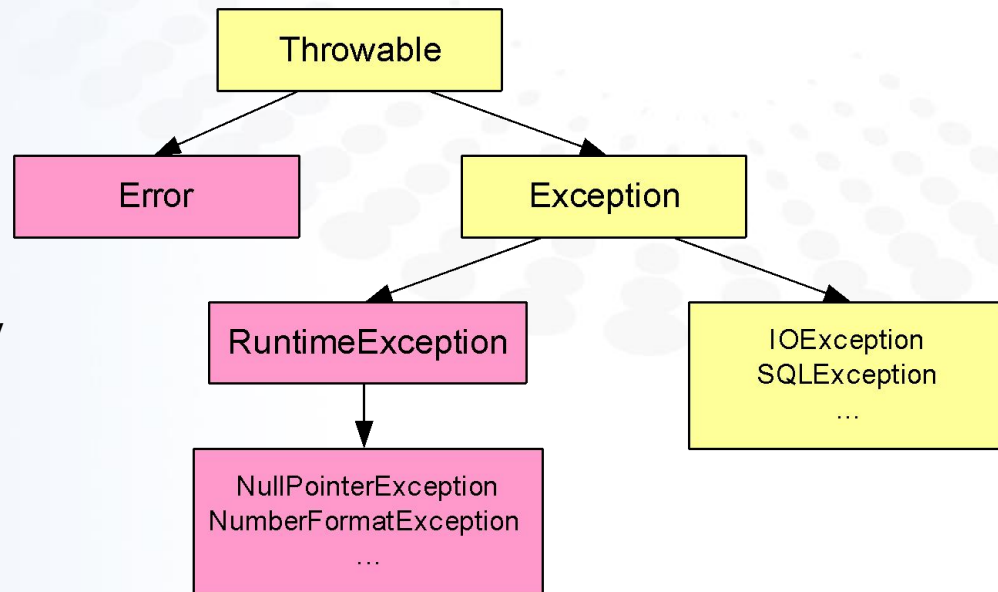 Throwable
Error
Exception
RuntimeException
IOException
SQLException
...
NullPointerException
NumberFormatException
...